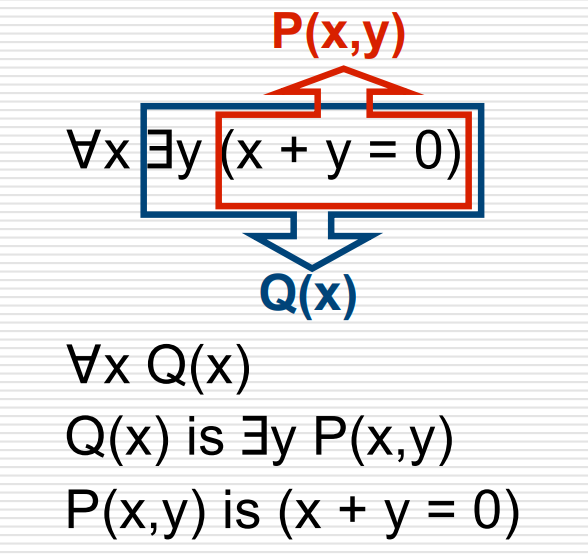 P(x,y)
∀x ∃y (x + y = 0)
Q(x)
∀x Q(x)
Q(x) is ∃y P(x,y)
P(x,y) is (x + y = 0)